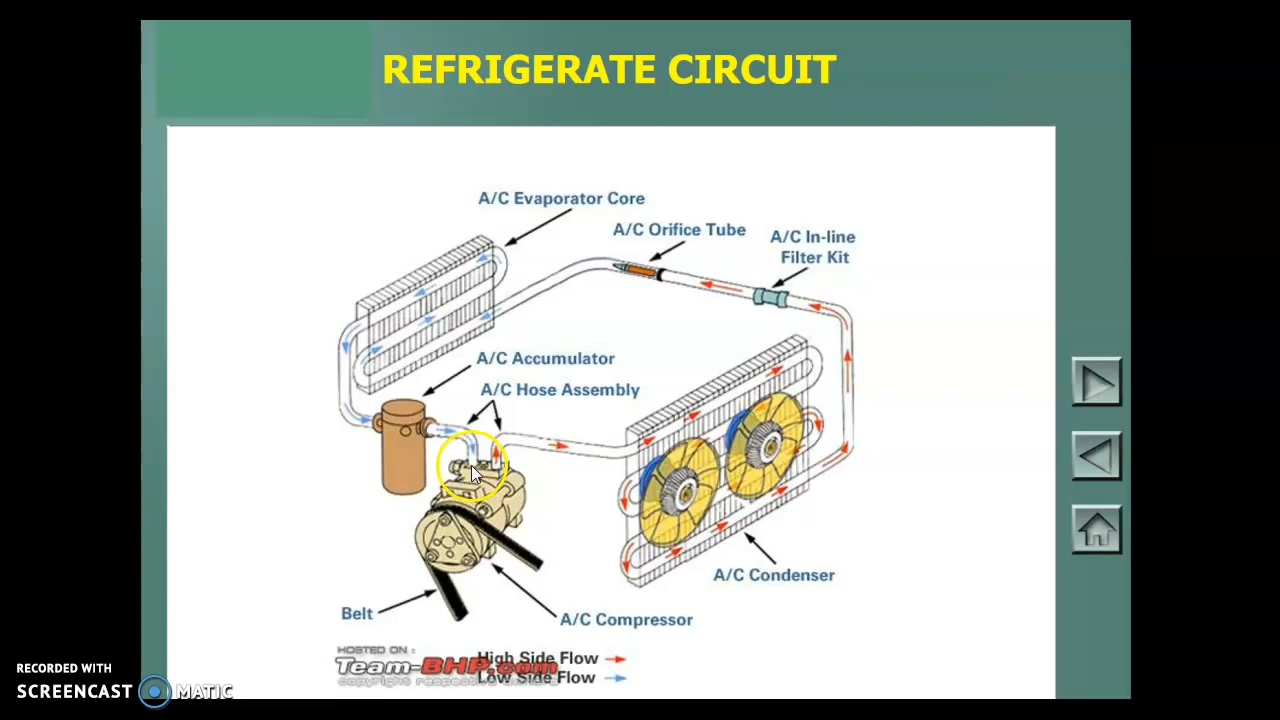 REFRIGERATE CIRCUIT
A/C Evaporator Core
A/C Orifice Tube
A/C In-line
Filter Kit
A/C Accumulator
A/C Hose Assembly
A/C Condenser
Belt
A/C Compressor
HOSTED ON :
Team-BHP.com
High Side Flow
Low Side Flow
RECORDED WITH
SCREENCAST MATIC